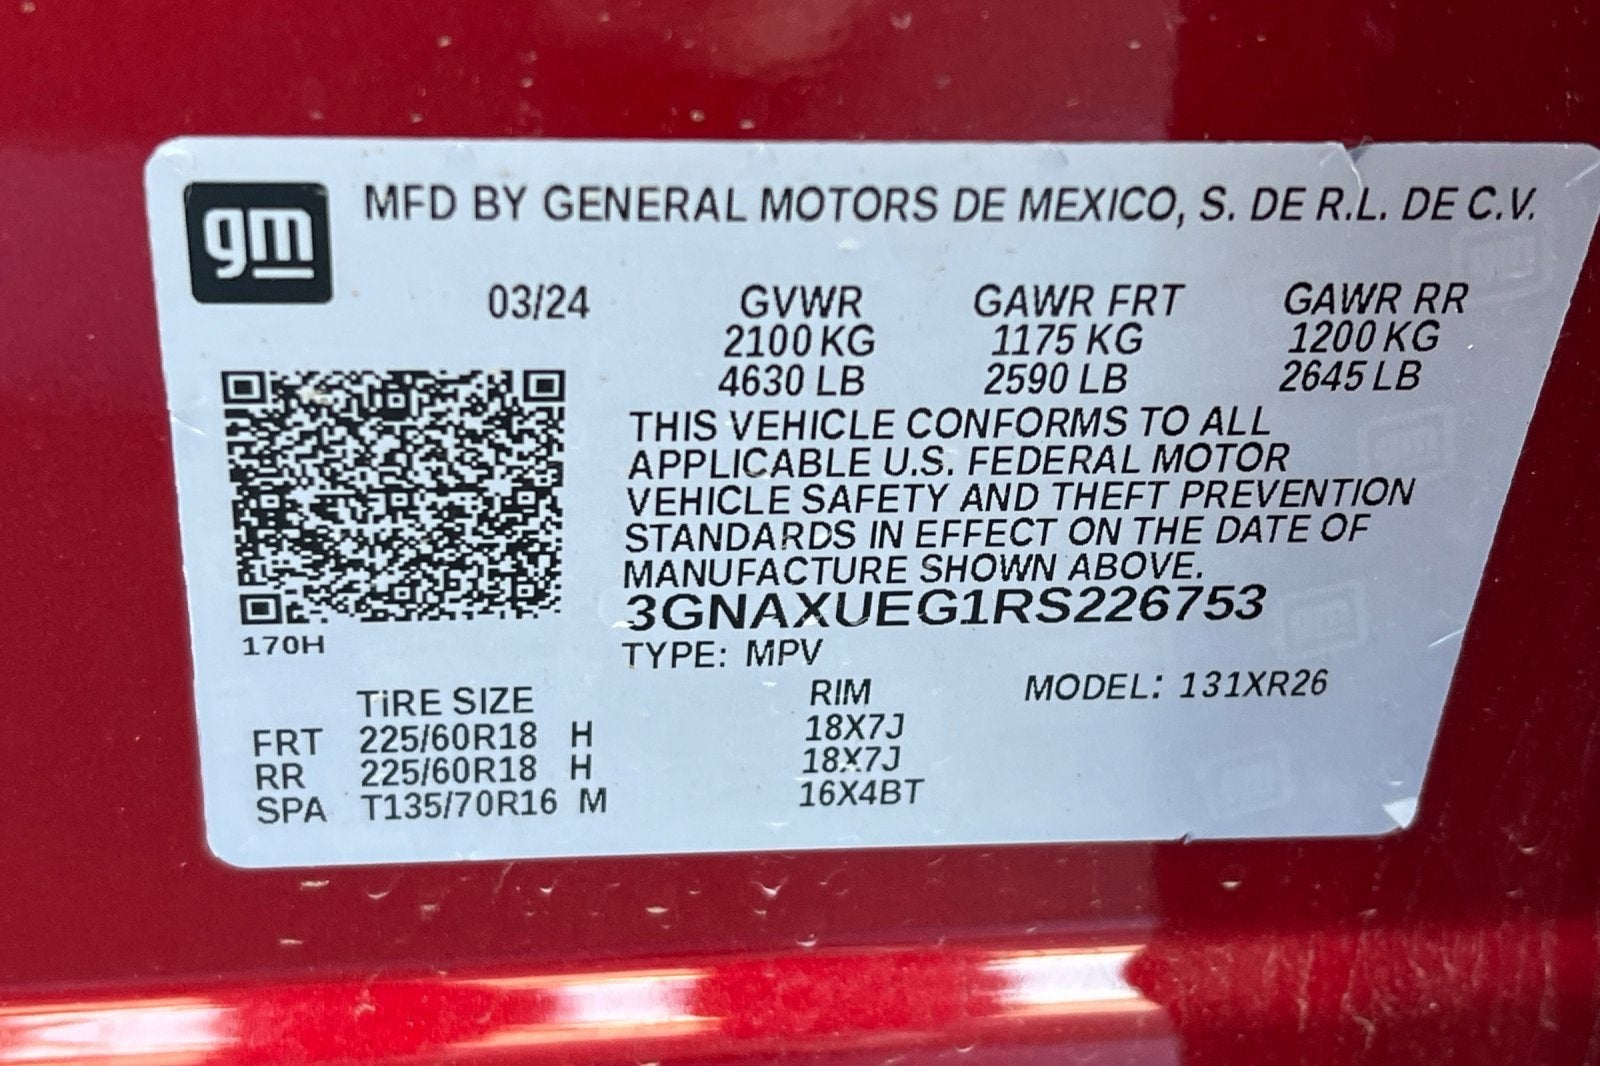 gm
MFD BY GENERAL MOTORS DE MEXICO, S. DE R.L. DE C.V.
03/24 GVWR GAWR FRT GAWR RR
2100 KG 1175 KG 1200 KG
4630 LB 2590 LB 2645 LB
THIS VEHICLE CONFORMS TO ALL
APPLICABLE U.S. FEDERAL MOTOR
VEHICLE SAFETY AND THEFT PREVENTION
STANDARDS IN EFFECT ON THE DATE OF
MANUFACTURE SHOWN ABOVE.
3GNAXUEG1RS226753
170H
TYPE: MPV
TIRE SIZE RIM MODEL: 131XR26
FRT 225/60R18 H 18X7J
RR 225/60R18 H 18X7J
SPA T135/70R16 M 16X4BT